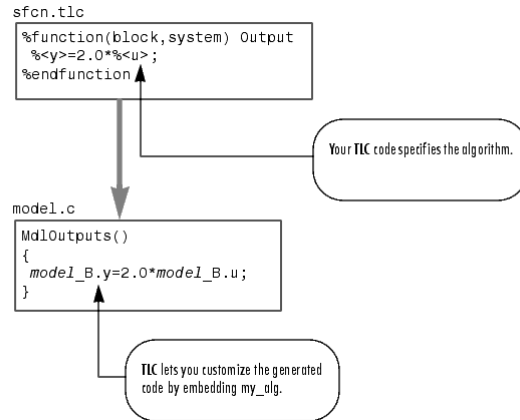 sfcn.tlc
%function(block,system) Output
%<y>=2.0*%<u>;
%endfunction
Your TLC code specifies the algorithm.
model.c
MdlOutputs()
{
model_B.y=2.0*model_B.u;
}
TLC lets you customize the generated
code by embedding my_alg.